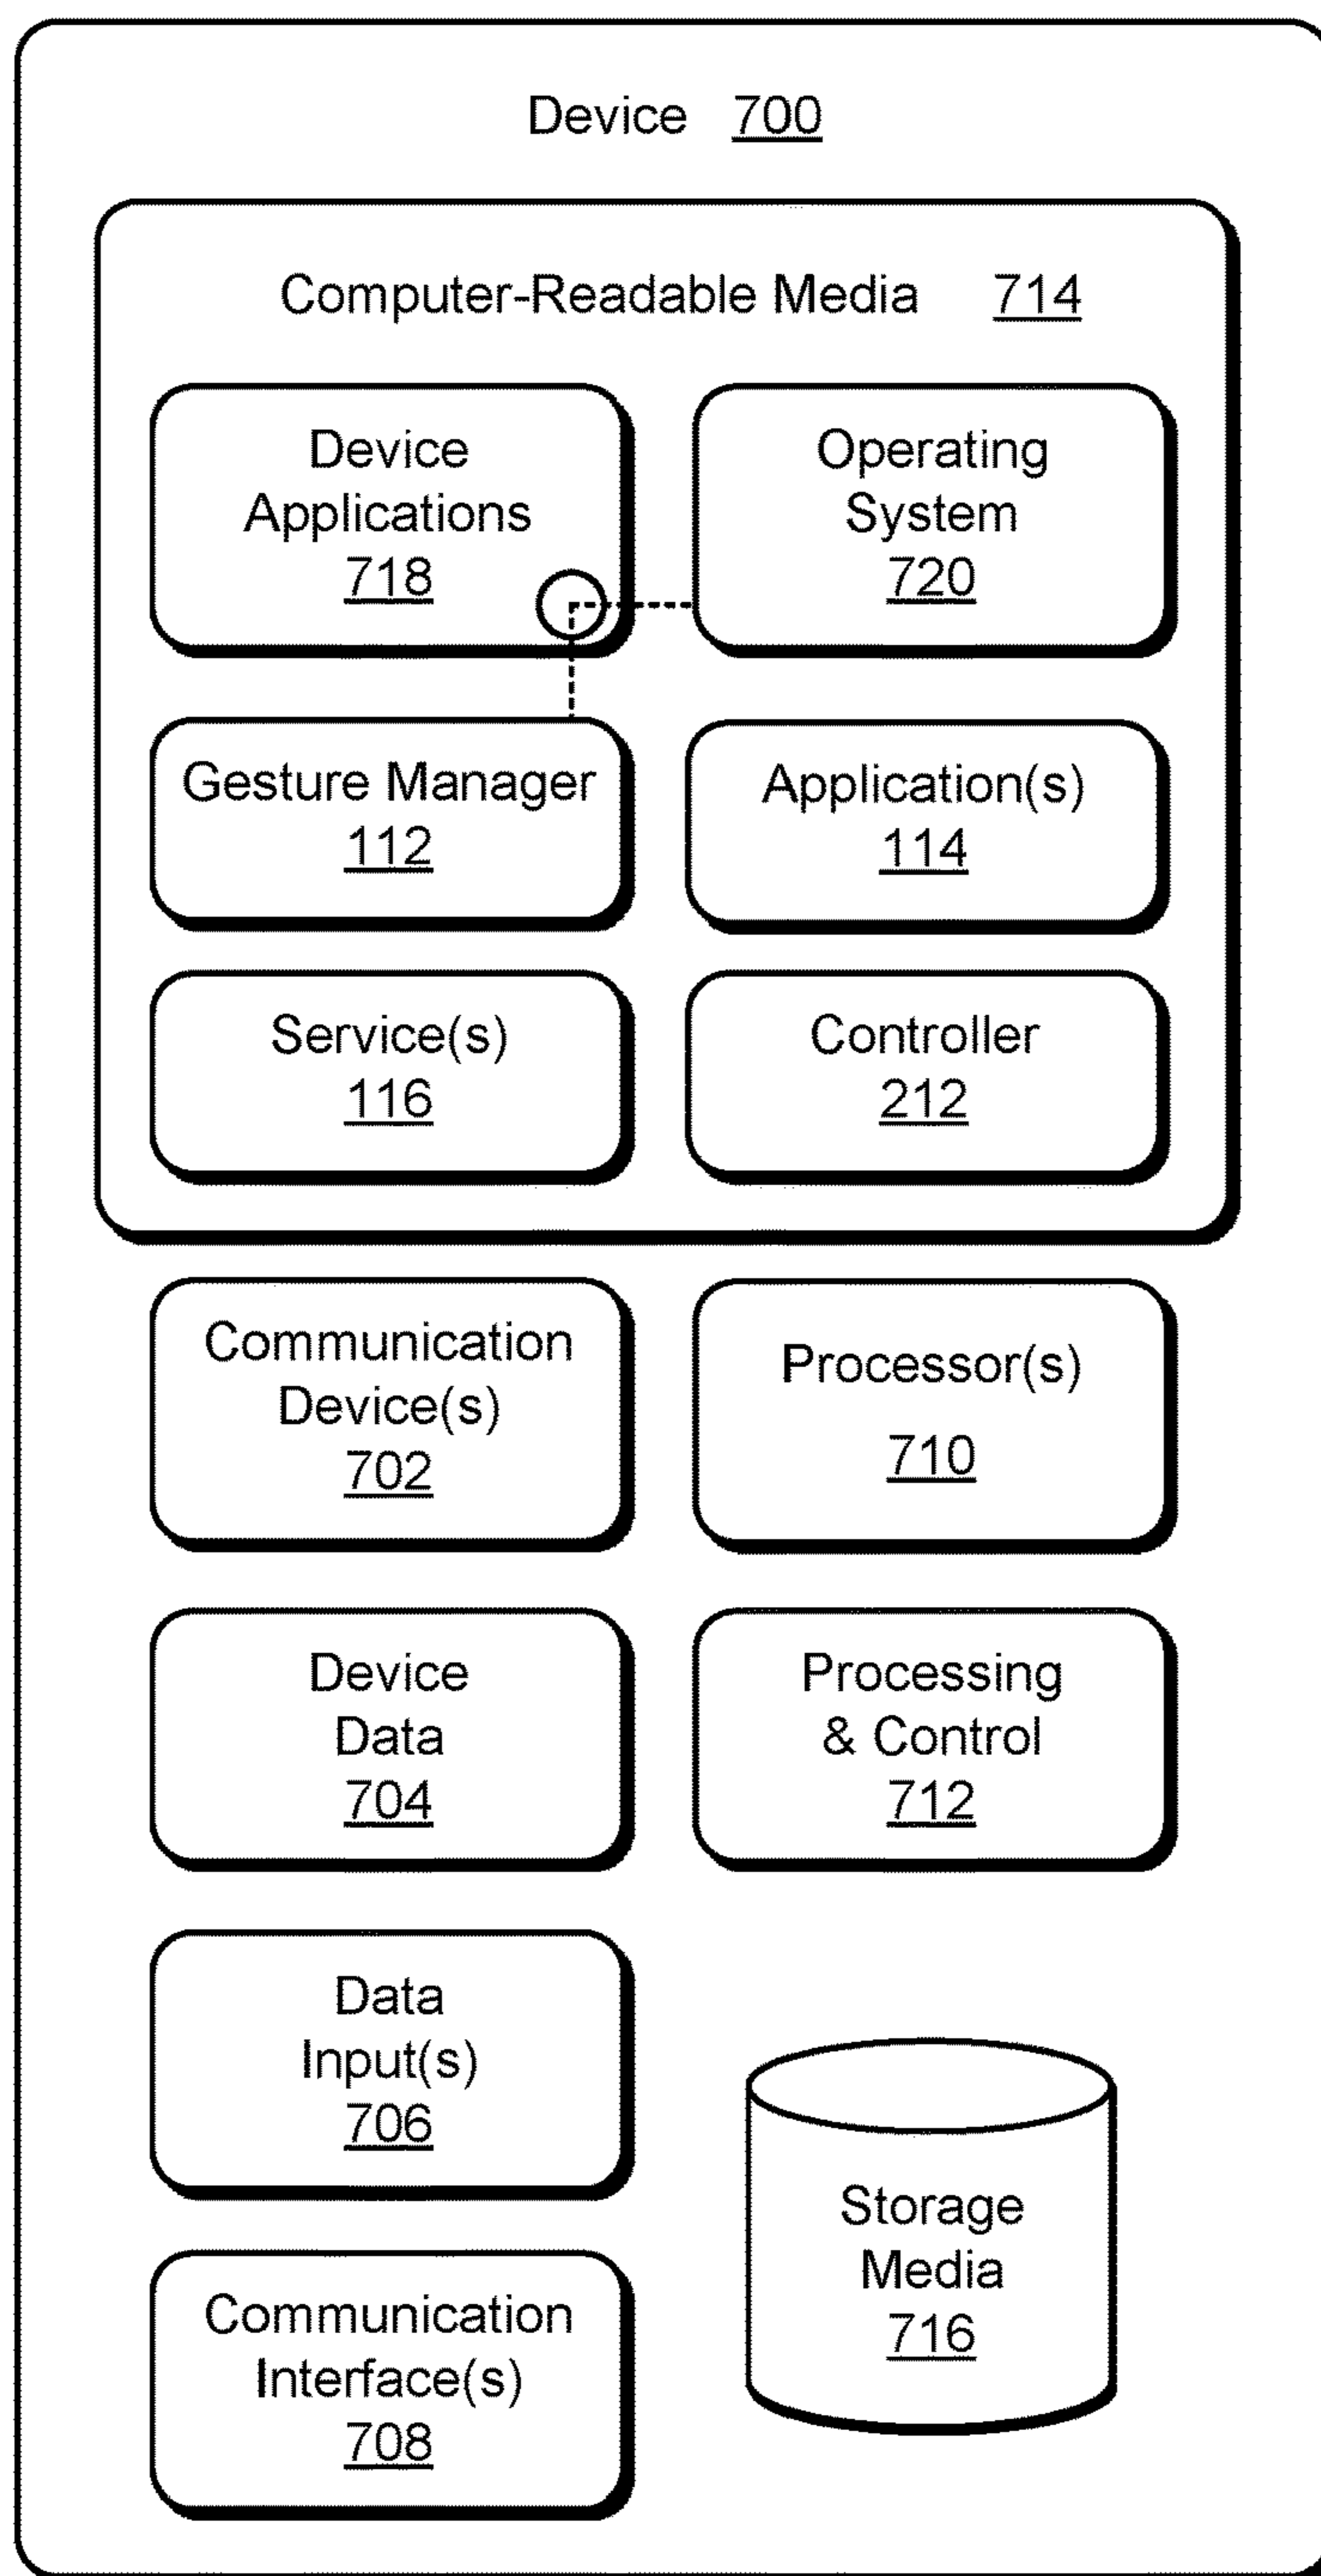 Device 700
Computer-Readable Media 714
Device
Applications
718
Operating
System
720
Gesture Manager
112
Application(s)
114
Service(s)
116
Controller
212
Communication
Device(s)
702
Processor(s)
710
Device
Data
704
Processing
& Control
712
Data
Input(s)
706
Storage
Media
716
Communication
Interface(s)
708